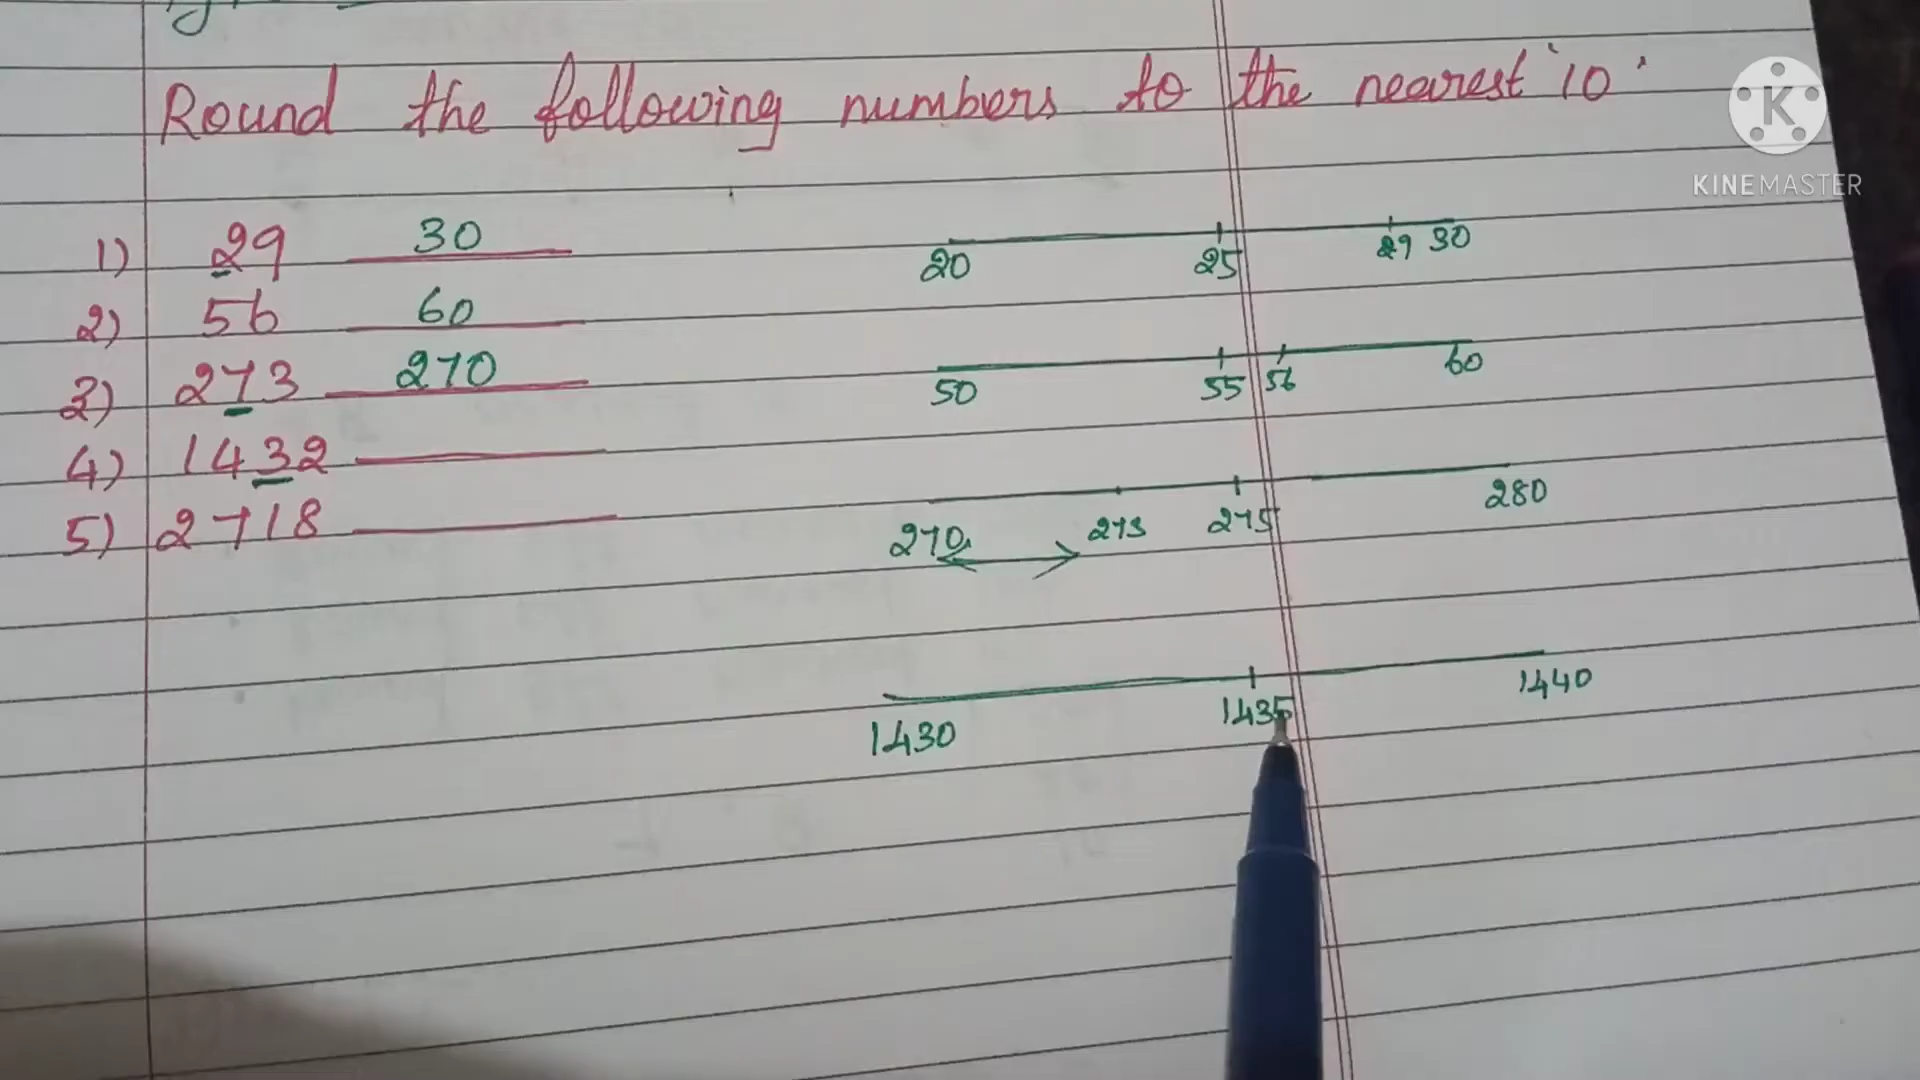 Round the following numbers to the nearest '10'
KINEMASTER
1) 29 30
2) 56 60
3) 273 270
4) 1432
5) 2718
20 25 29 30
50 55 56 60
270 273 275 280
1430 1435 1440